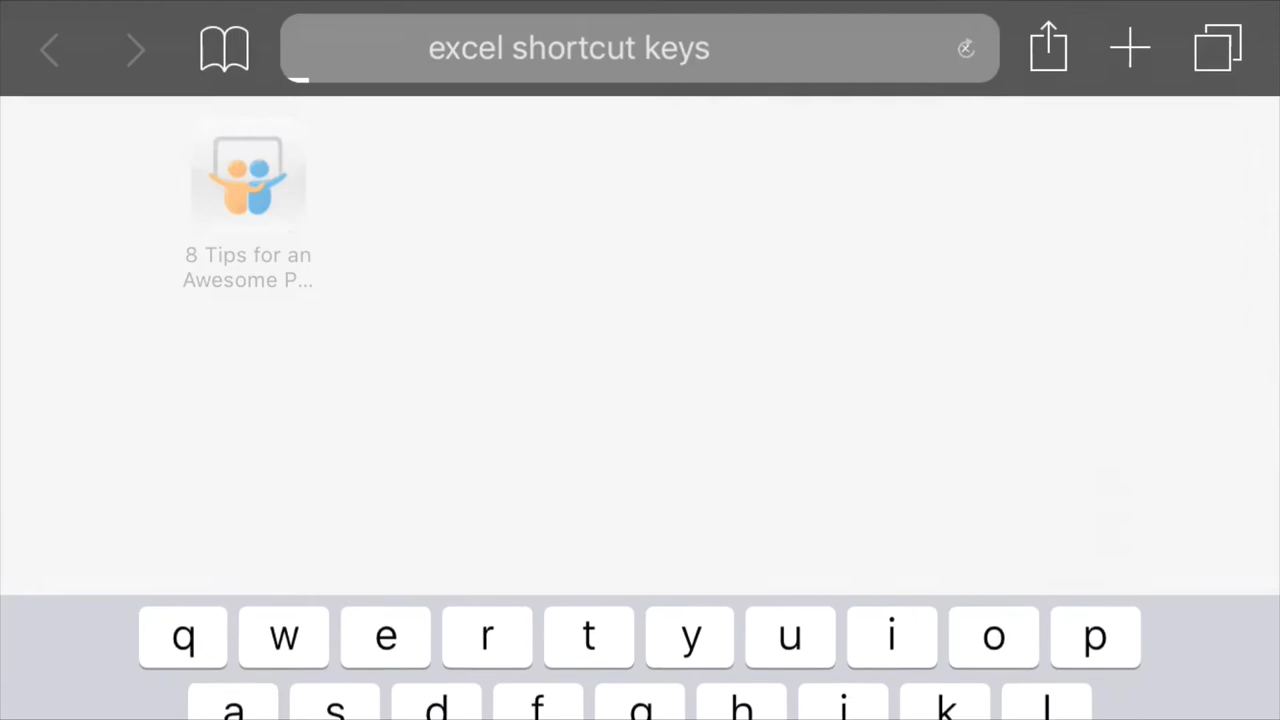 excel shortcut keys
8 Tips for an
Awesome P...
q w e r t y u i o p
a s d f g h j k l